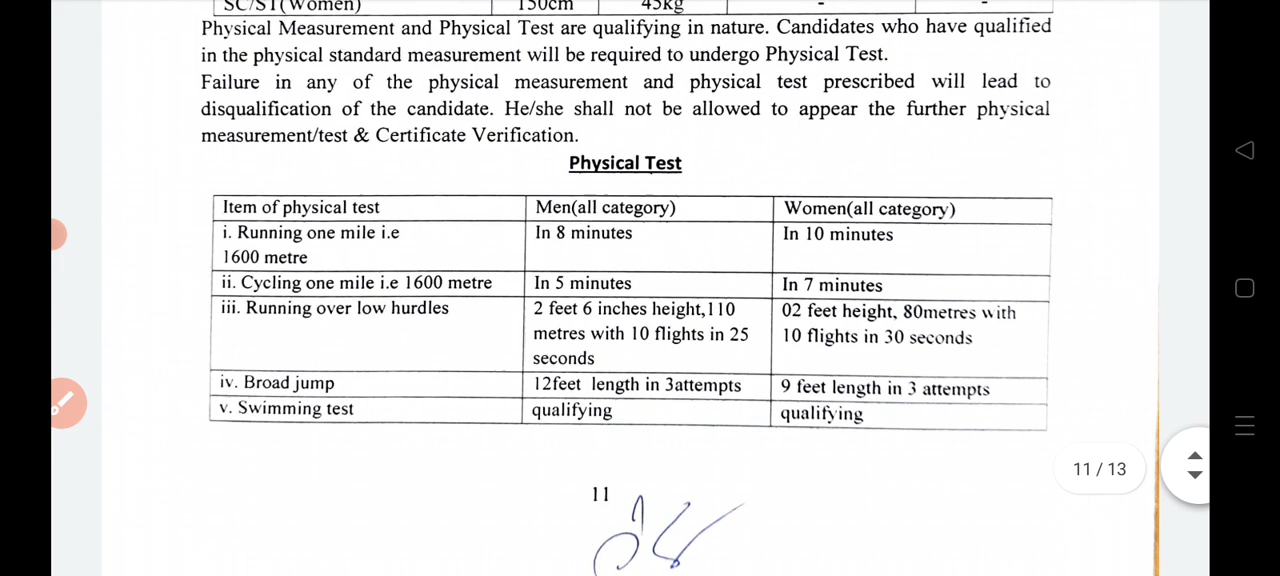 SC/ST(Women) 150cm 45kg - -
Physical Measurement and Physical Test are qualifying in nature. Candidates who have qualified
in the physical standard measurement will be required to undergo Physical Test.
Failure in any of the physical measurement and physical test prescribed will lead to
disqualification of the candidate. He/she shall not be allowed to appear the further physical
measurement/test & Certificate Verification.
Physical Test
Item of physical test Men(all category) Women(all category)
i. Running one mile i.e In 8 minutes In 10 minutes
1600 metre
ii. Cycling one mile i.e 1600 metre In 5 minutes In 7 minutes
iii. Running over low hurdles 2 feet 6 inches height,110 02 feet height, 80metres with
metres with 10 flights in 25 10 flights in 30 seconds
seconds
iv. Broad jump 12feet length in 3attempts 9 feet length in 3 attempts
v. Swimming test qualifying qualifying
11 / 13
11